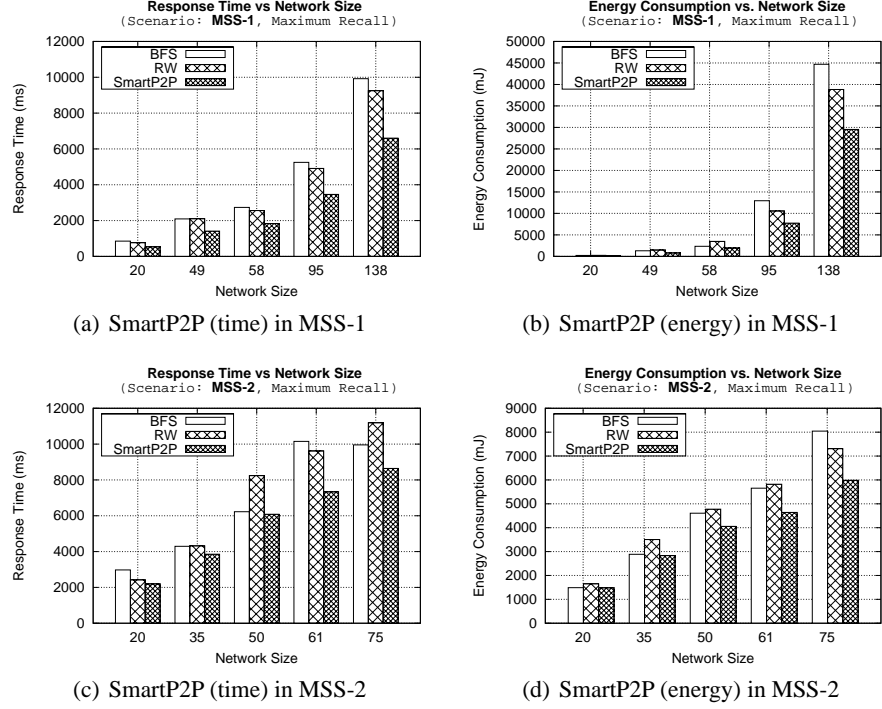 Response Time vs Network Size
(Scenario: MSS-1, Maximum Recall)
12000
10000
8000
6000
4000
2000
0
Response Time (ms)
BFS
RW
SmartP2P
20 49 58 95 138
Network Size
(a) SmartP2P (time) in MSS-1
Energy Consumption vs. Network Size
(Scenario: MSS-1, Maximum Recall)
50000
45000
40000
35000
30000
25000
20000
15000
10000
5000
0
Energy Consumption (mJ)
BFS
RW
SmartP2P
20 49 58 95 138
Network Size
(b) SmartP2P (energy) in MSS-1
Response Time vs Network Size
(Scenario: MSS-2, Maximum Recall)
12000
10000
8000
6000
4000
2000
0
Response Time (ms)
BFS
RW
SmartP2P
20 35 50 61 75
Network Size
(c) SmartP2P (time) in MSS-2
Energy Consumption vs. Network Size
(Scenario: MSS-2, Maximum Recall)
9000
8000
7000
6000
5000
4000
3000
2000
1000
0
Energy Consumption (mJ)
BFS
RW
SmartP2P
20 35 50 61 75
Network Size
(d) SmartP2P (energy) in MSS-2